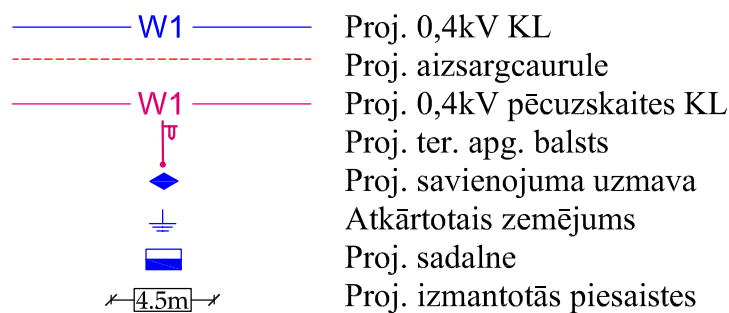 W1 Proj. 0,4kV KL
Proj. aizsargcaurule
W1 Proj. 0,4kV pēcuzskaites KL
Proj. ter. apg. balsts
Proj. savienojuma uzmava
Atkārtotais zemējums
Proj. sadalne
4.5m Proj. izmantotās piesaistes